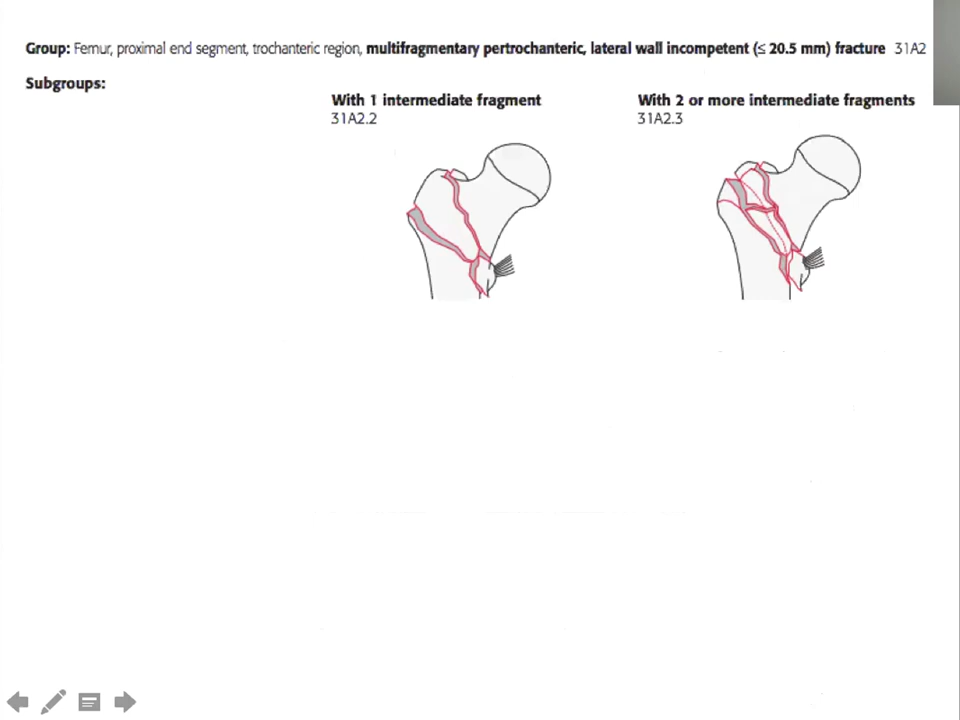 Group: Femur, proximal end segment, trochanteric region, multifragmentary pertrochanteric, lateral wall incompetent (≤ 20.5 mm) fracture 31A2
Subgroups:
With 1 intermediate fragment
31A2.2
With 2 or more intermediate fragments
31A2.3